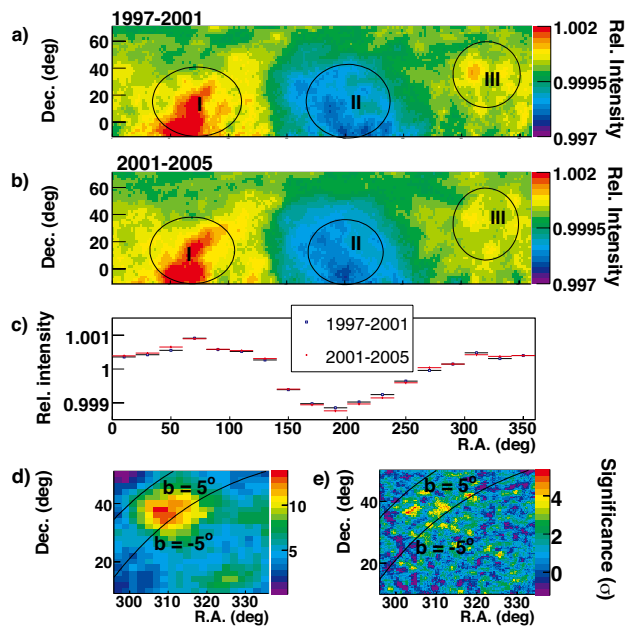 1997-2001
a)
Dec. (deg)
60
40
20
0
I
II
III
1.002
0.9995
0.997
Rel. Intensity
2001-2005
b)
Dec. (deg)
60
40
20
0
I
II
III
1.002
0.9995
0.997
Rel. Intensity
c)
Rel. intensity
1.001
1
0.999
1997-2001
2001-2005
0 50 100 150 200 250 300 350
R.A. (deg)
d)
Dec. (deg)
40
20
b = 5°
b = -5°
300 310 320 330
R.A. (deg)
10
5
e)
Dec. (deg)
40
20
b = 5°
b = -5°
300 310 320 330
R.A. (deg)
4
2
0
Significance (σ)